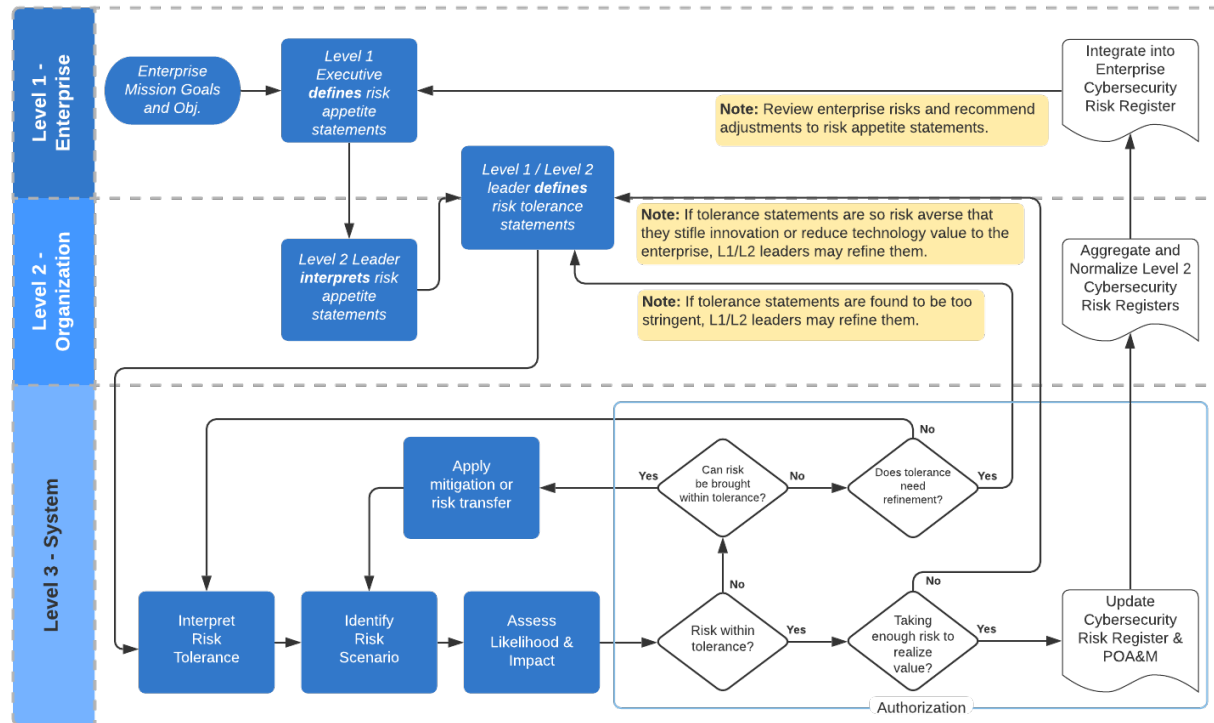 Level 1 -
Enterprise
Enterprise
Mission Goals
and Obj.
Level 1
Executive
defines risk
appetite
statements
Integrate into
Enterprise
Cybersecurity
Risk Register
Note: Review enterprise risks and recommend
adjustments to risk appetite statements.
Level 1 / Level 2
leader defines
risk tolerance
statements
Level 2 -
Organization
Level 2 Leader
interprets risk
appetite
statements
Note: If tolerance statements are so risk averse that
they stifle innovation or reduce technology value to the
enterprise, L1/L2 leaders may refine them.
Note: If tolerance statements are found to be too
stringent, L1/L2 leaders may refine them.
Aggregate and
Normalize Level 2
Cybersecurity
Risk Registers
Level 3 - System
Apply
mitigation or
risk transfer
Yes
Can risk
be brought
within tolerance?
No
No
Does tolerance
need
refinement?
Yes
Interpret
Risk
Tolerance
Identify
Risk
Scenario
Assess
Likelihood &
Impact
No
Risk within
tolerance?
Yes
No
Taking
enough risk to
realize
value?
Yes
Update
Cybersecurity
Risk Register &
POA&M
Authorization